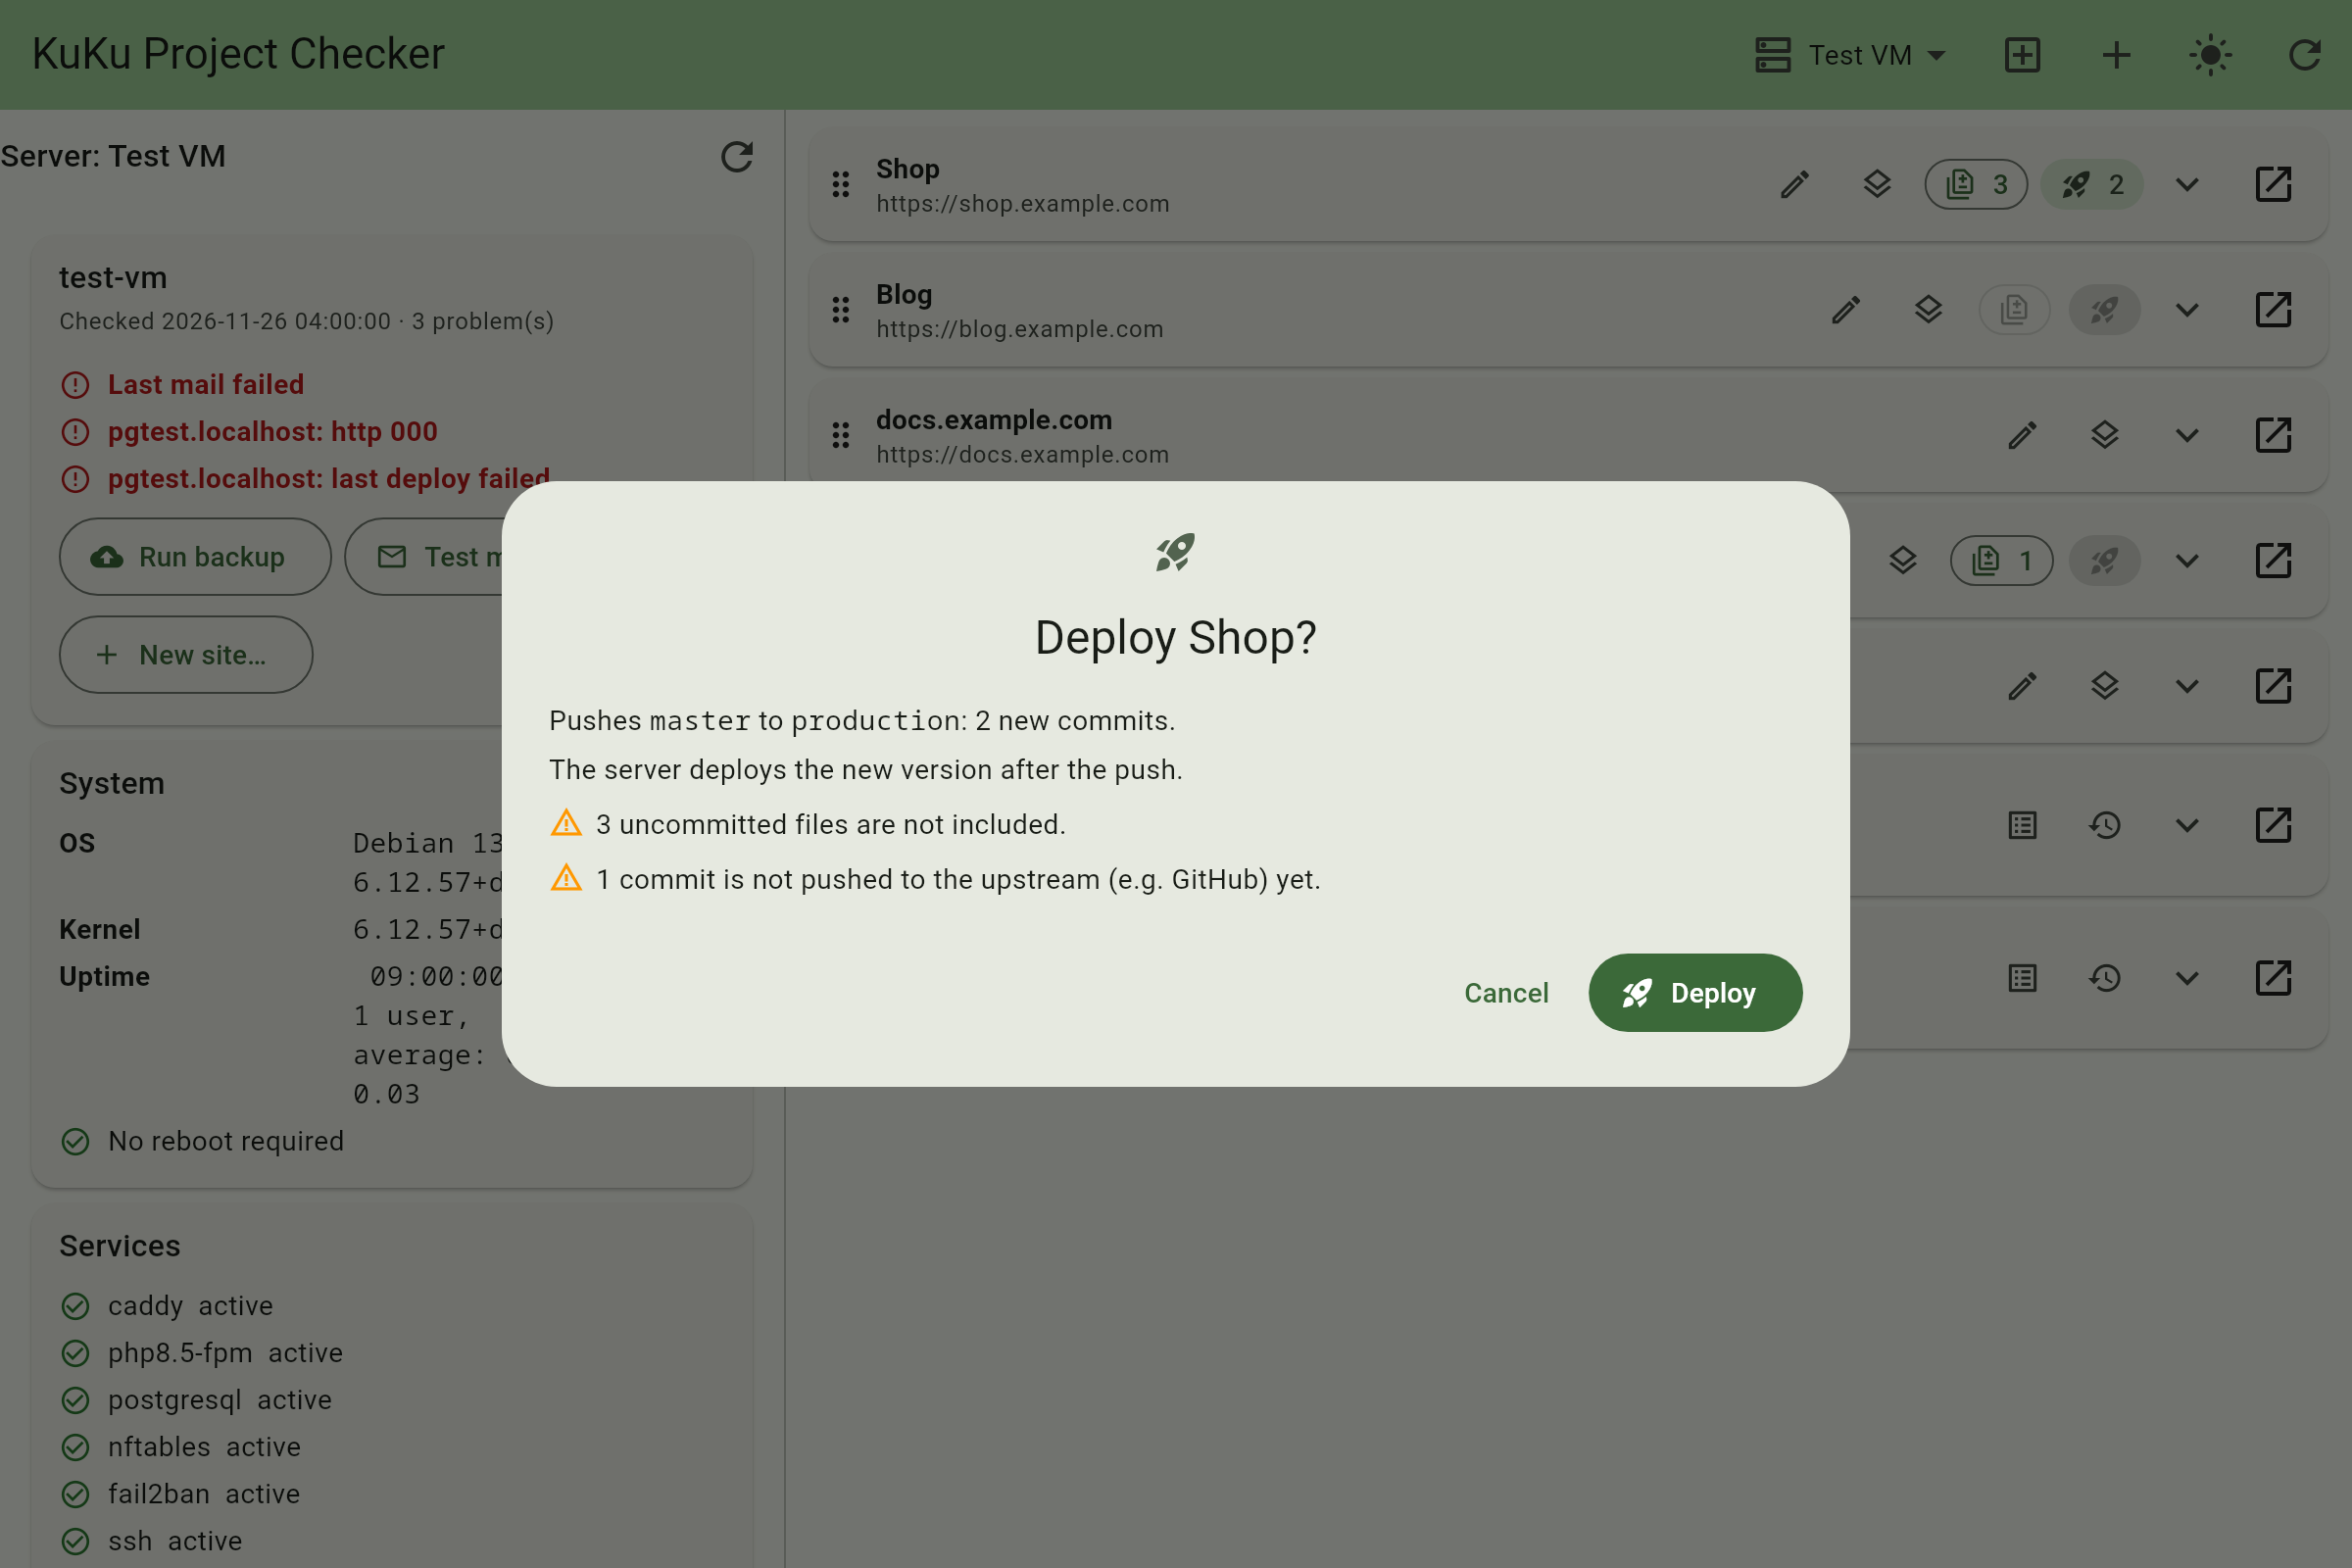 KuKu Project Checker
Test VM
Server: Test VM
test-vm
Checked 2026-11-26 04:00:00 · 3 problem(s)
Last mail failed
pgtest.localhost: http 000
pgtest.localhost: last deploy failed
Run backup
Test
New site…
System
OS
Debian 13
6.12.57+d
Kernel
6.12.57+d
Uptime
09:00:00
1 user,
average:
0.03
No reboot required
Services
caddy active
php8.5-fpm active
postgresql active
nftables active
fail2ban active
ssh active
Shop
https://shop.example.com
3
2
Blog
https://blog.example.com
docs.example.com
https://docs.example.com
1
Deploy Shop?
Pushes master to production: 2 new commits.
The server deploys the new version after the push.
3 uncommitted files are not included.
1 commit is not pushed to the upstream (e.g. GitHub) yet.
Cancel
Deploy